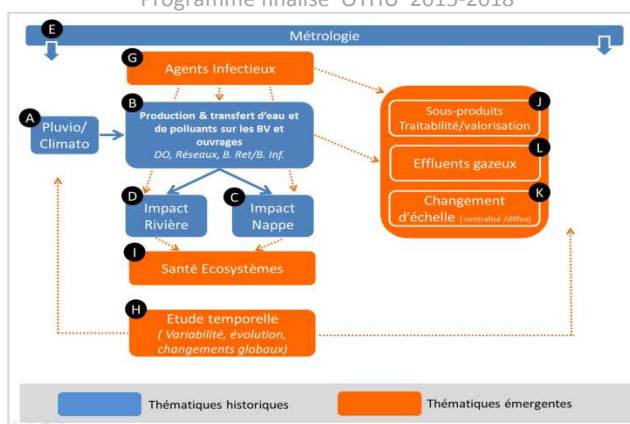 Programme finalisé OTHU 2015-2018
E
Métrologie
G
Agents Infectieux
A
Pluvio/
Climato
B
Production & transfert d'eau et
de polluants sur les BV et
ouvrages
DO, Réseaux, B. Ret/B. Inf.
J
Sous-produits
Traitabilité/valorisation
L
Effluents gazeux
K
Changement
d'échelle (centralisé /diffus)
D
Impact
Rivière
C
Impact
Nappe
I
Santé Ecosystèmes
H
Etude temporelle
( Variabilité, évolution,
changements globaux)
Thématiques historiques
Thématiques émergentes